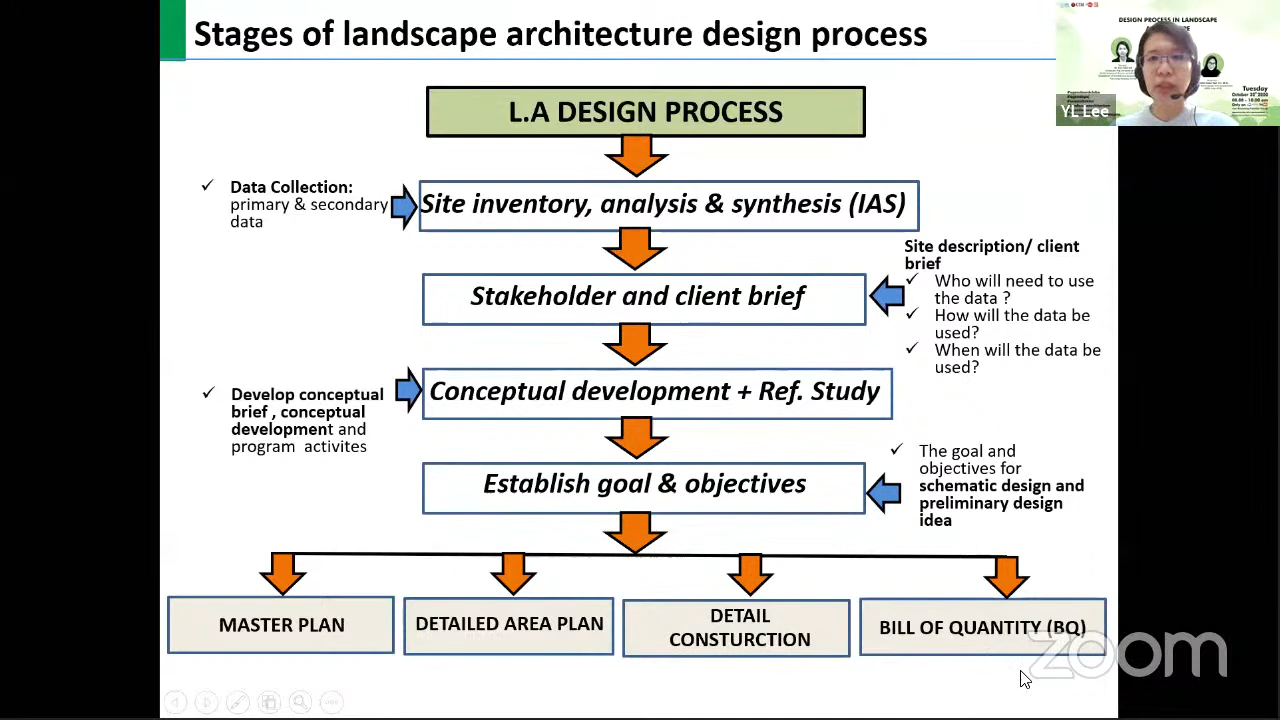 Stages of landscape architecture design process
DESIGN PROCESS IN LANDSCAPE
Tuesday
October 20th 2020
YL Lee
L.A DESIGN PROCESS
Data Collection:
primary & secondary
data
Site inventory, analysis & synthesis (IAS)
Site description/ client
brief
Who will need to use
the data ?
How will the data be
used?
When will the data be
used?
Stakeholder and client brief
Develop conceptual
brief , conceptual
development and
program activites
Conceptual development + Ref. Study
The goal and
objectives for
schematic design and
preliminary design
idea
Establish goal & objectives
MASTER PLAN
DETAILED AREA PLAN
DETAIL
CONSTURCTION
BILL OF QUANTITY (BQ)
zoom